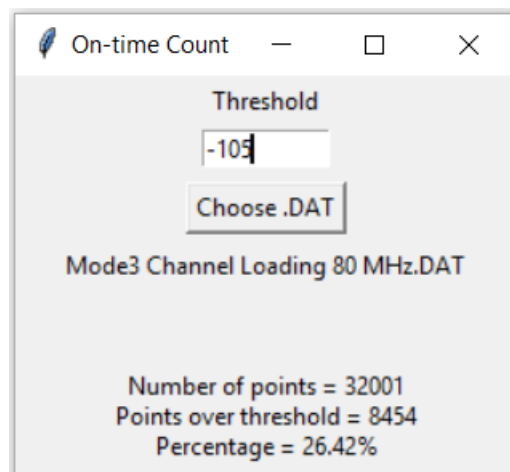 On-time Count
Threshold
-105
Choose .DAT
Mode3 Channel Loading 80 MHz.DAT
Number of points = 32001
Points over threshold = 8454
Percentage = 26.42%